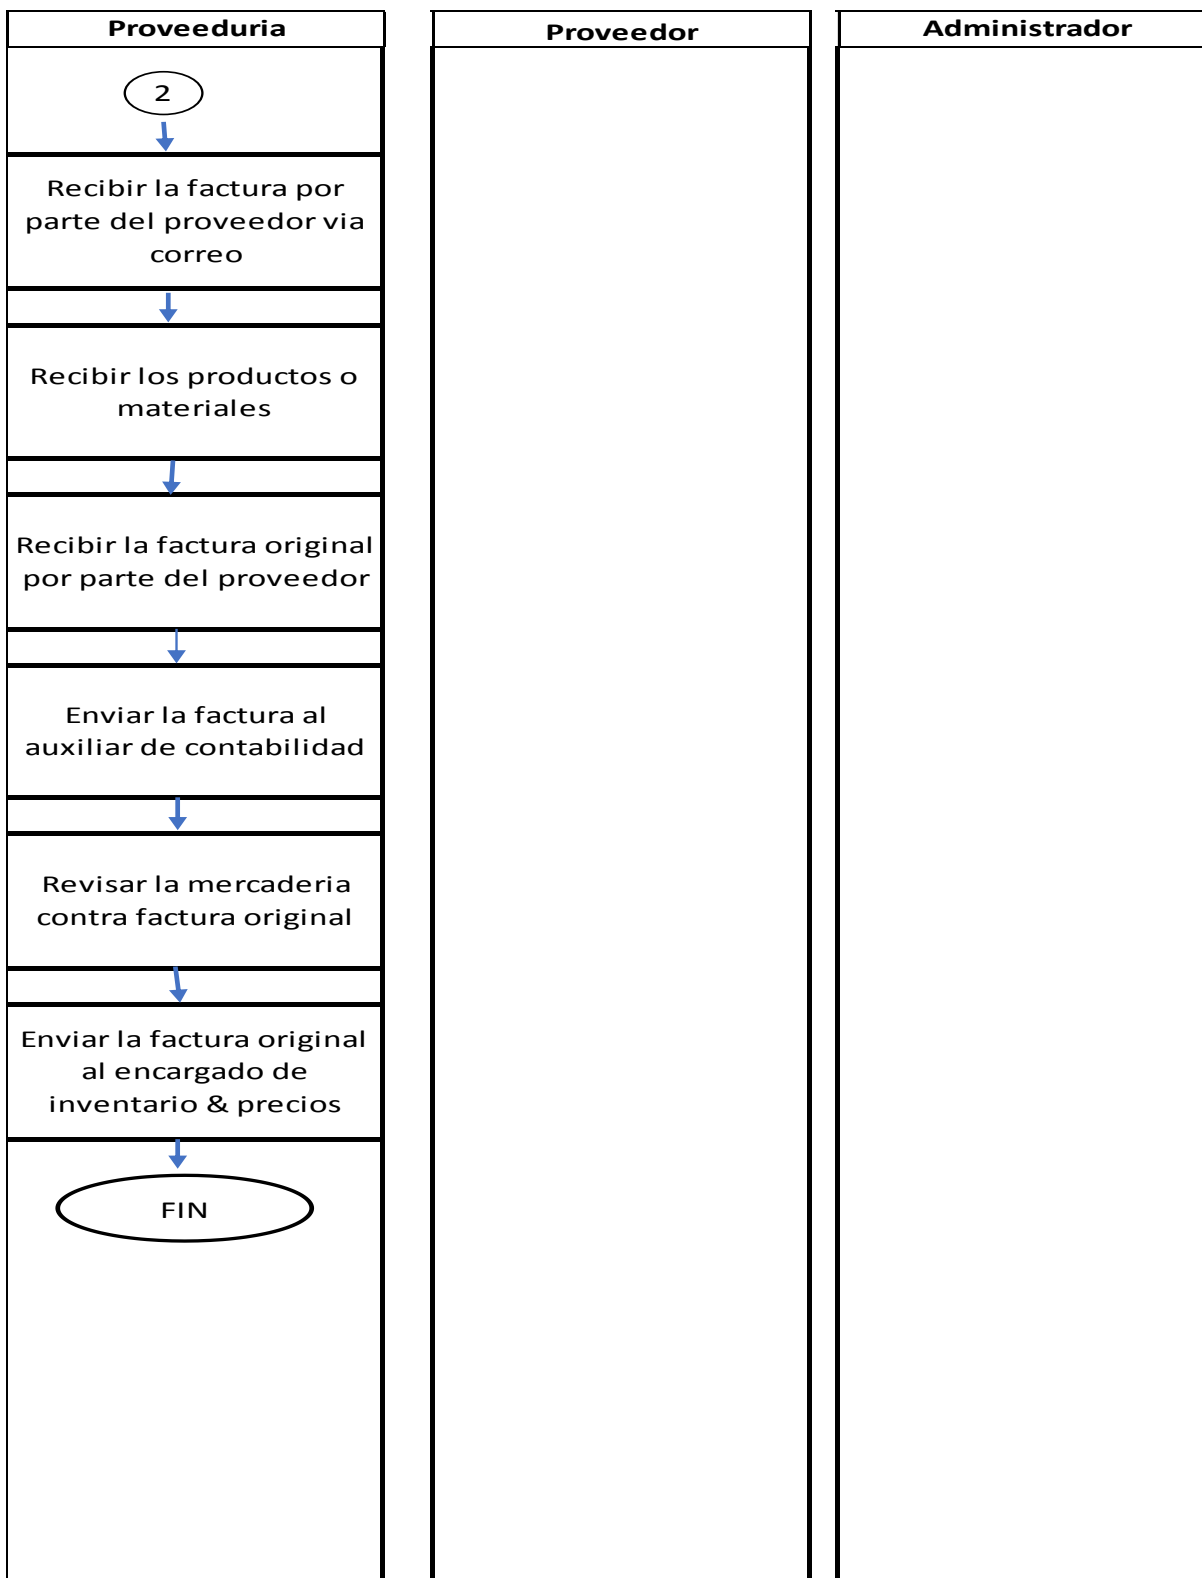 Proveeduria
Proveedor
Administrador
2
Recibir la factura por
parte del proveedor via
correo
Recibir los productos o
materiales
Recibir la factura original
por parte del proveedor
Enviar la factura al
auxiliar de contabilidad
Revisar la mercaderia
contra factura original
Enviar la factura original
al encargado de
inventario & precios
FIN